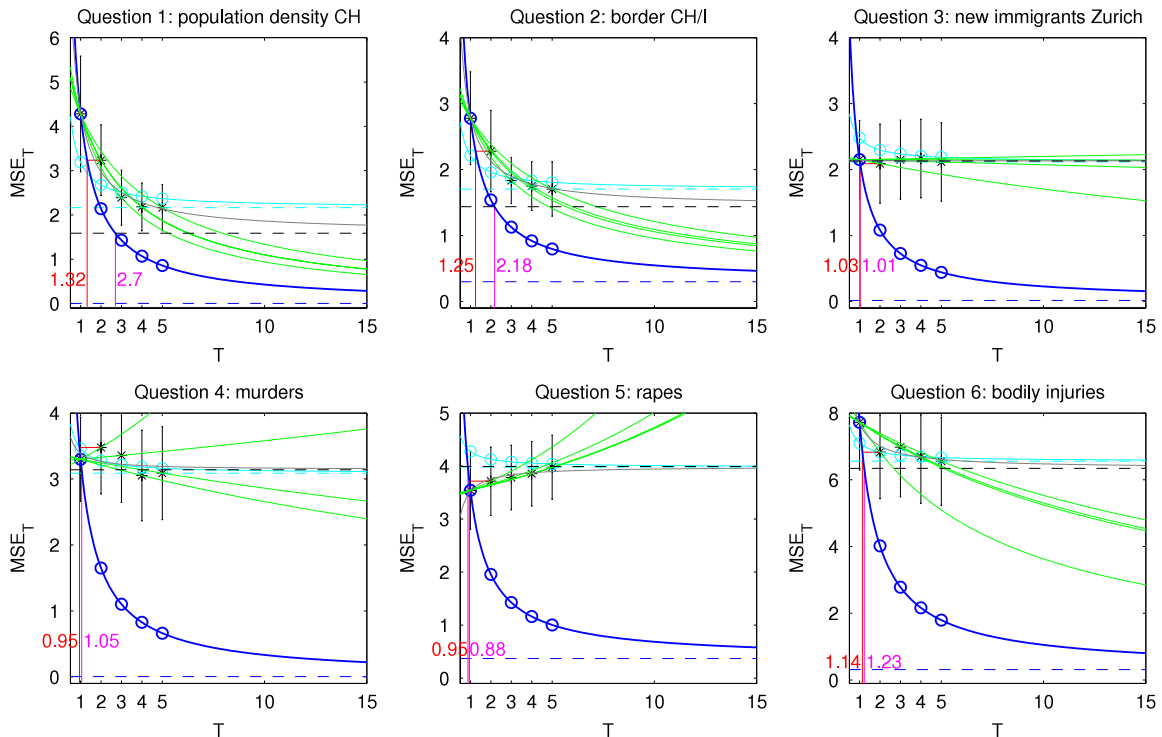 Question 1: population density CH
MSE_T
6
5
4
3
2
1
0
1.32
2.7
1 2 3 4 5 10 15
T
Question 2: border CH/I
MSE_T
4
3
2
1
0
1.25
2.18
1 2 3 4 5 10 15
T
Question 3: new immigrants Zurich
MSE_T
4
3
2
1
0
1.03
1.01
1 2 3 4 5 10 15
T
Question 4: murders
MSE_T
4
3
2
1
0
0.95
1.05
1 2 3 4 5 10 15
T
Question 5: rapes
MSE_T
5
4
3
2
1
0
0.95
0.88
1 2 3 4 5 10 15
T
Question 6: bodily injuries
MSE_T
8
6
4
2
0
1.14
1.23
1 2 3 4 5 10 15
T